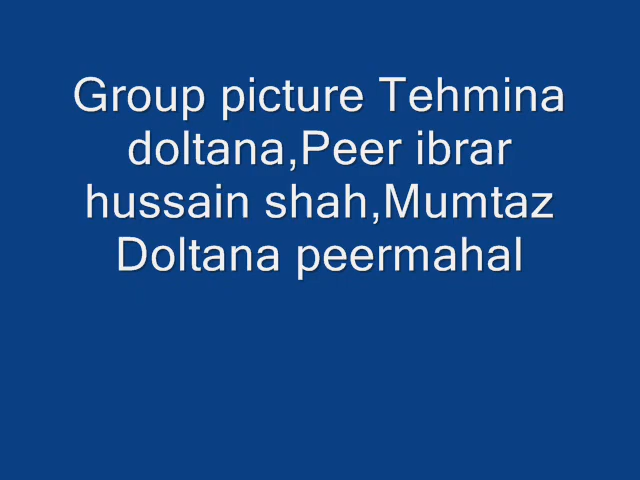 Group picture Tehmina
doltana,Peer ibrar
hussain shah,Mumtaz
Doltana peermahal